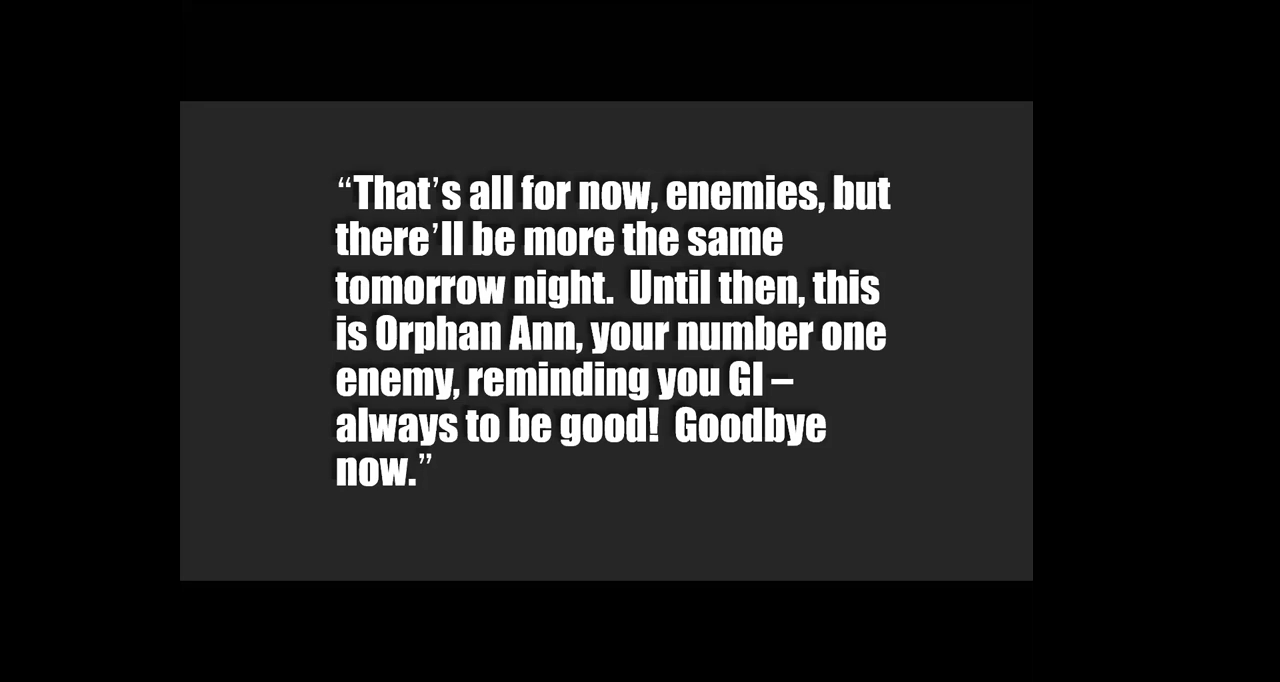 “That’s all for now, enemies, but
there’ll be more the same
tomorrow night.  Until then, this
is Orphan Ann, your number one
enemy, reminding you GI –
always to be good!  Goodbye
now.”